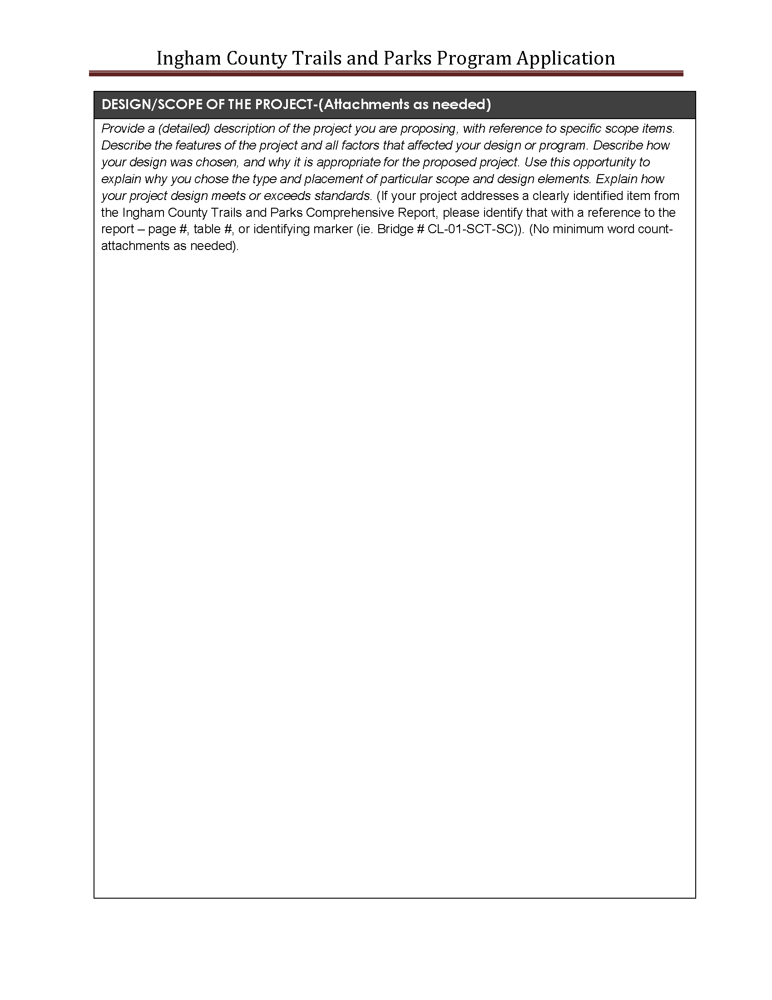 Ingham County Trails and Parks Program Application
DESIGN/SCOPE OF THE PROJECT-(Attachments as needed)
Provide a (detailed) description of the project you are proposing, with reference to specific scope items.
Describe the features of the project and all factors that affected your design or program. Describe how
your design was chosen, and why it is appropriate for the proposed project. Use this opportunity to
explain why you chose the type and placement of particular scope and design elements. Explain how
your project design meets or exceeds standards. (If your project addresses a clearly identified item from
the Ingham County Trails and Parks Comprehensive Report, please identify that with a reference to the
report – page #, table #, or identifying marker (ie. Bridge # CL-01-SCT-SC)). (No minimum word count-
attachments as needed).